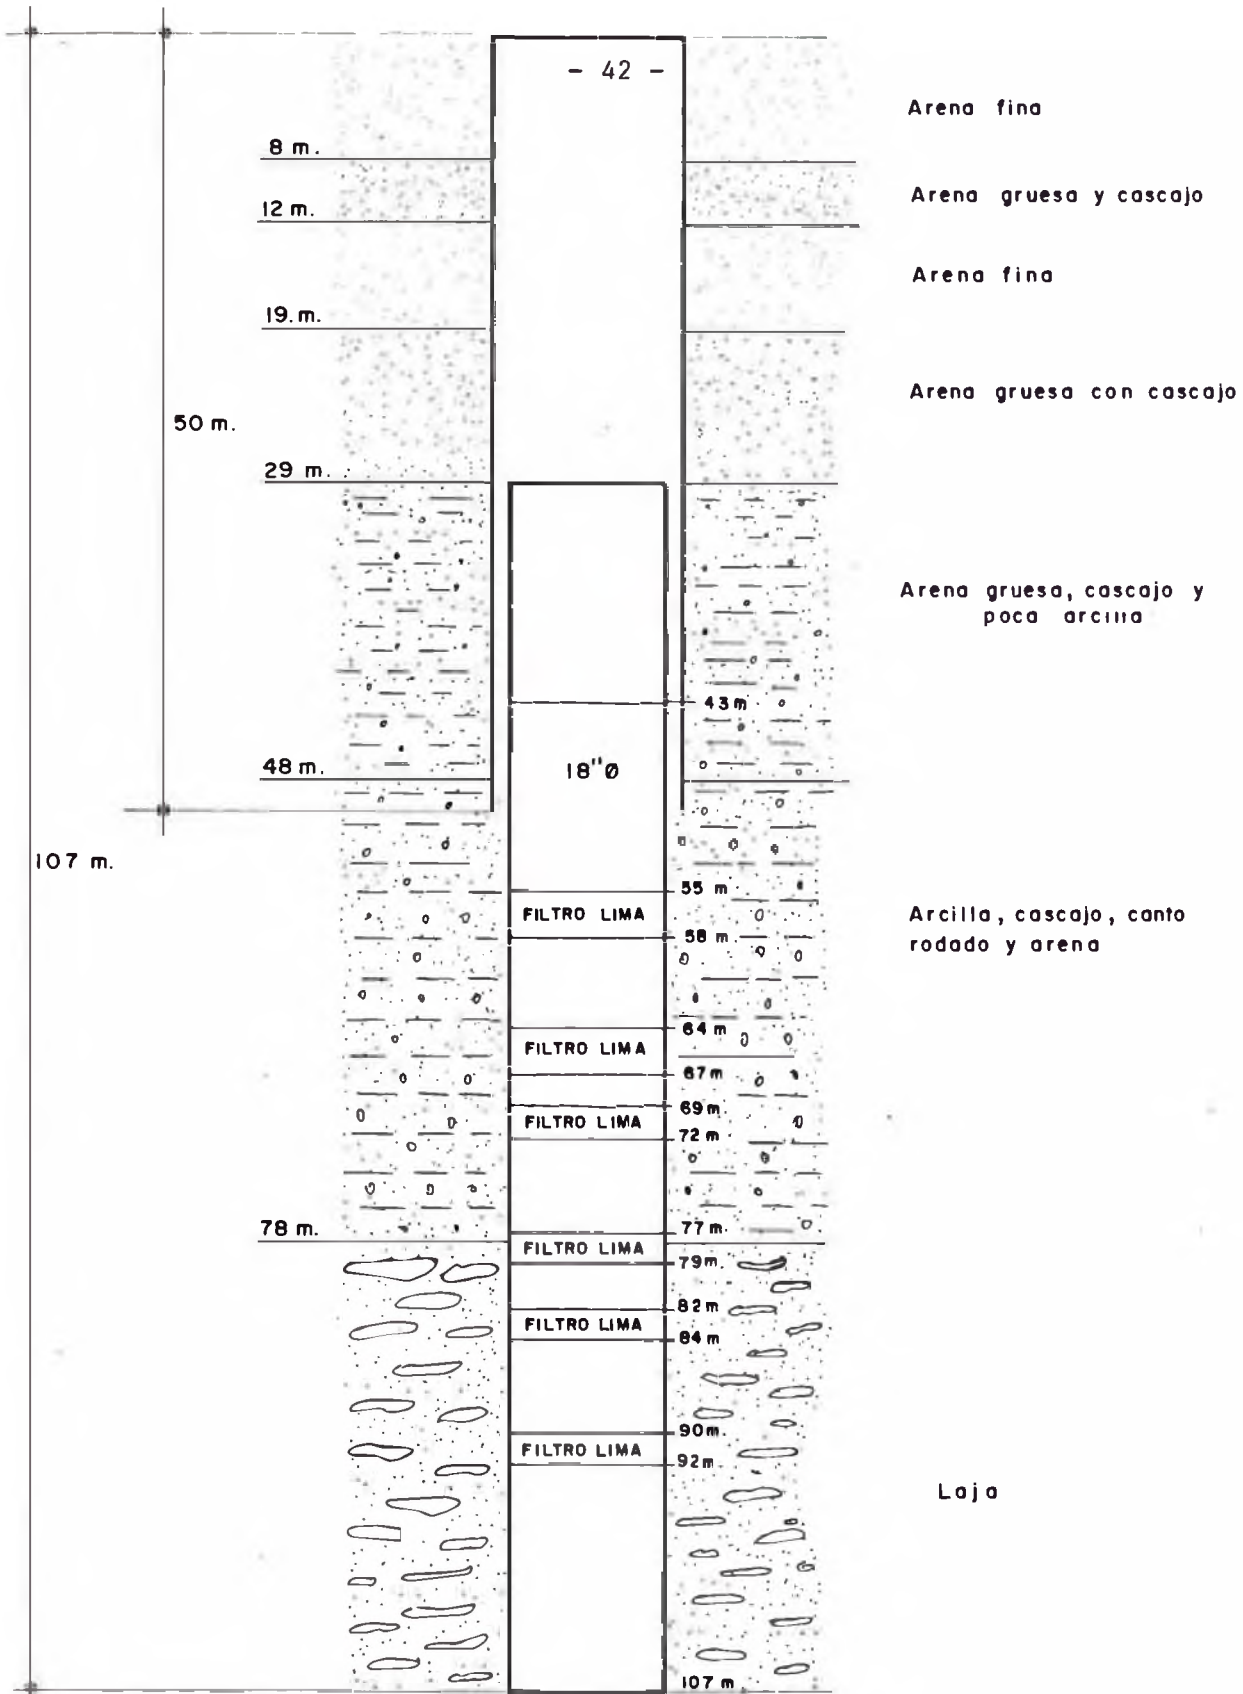 - 42 -
Arena fina
8 m.
Arena gruesa y cascajo
12 m.
Arena fina
19. m.
Arena gruesa con cascajo
50 m.
29 m.
Arena gruesa, cascajo y
poca arcilla
43 m
48 m.
18"Ø
107 m.
55 m
FILTRO LIMA
58 m.
Arcilla, cascajo, canto
rodado y arena
64 m
FILTRO LIMA
67 m
69 m.
FILTRO LIMA
72 m
78 m.
77 m.
FILTRO LIMA
79 m.
82 m
FILTRO LIMA
84 m
90 m.
FILTRO LIMA
92 m
Laja
107 m